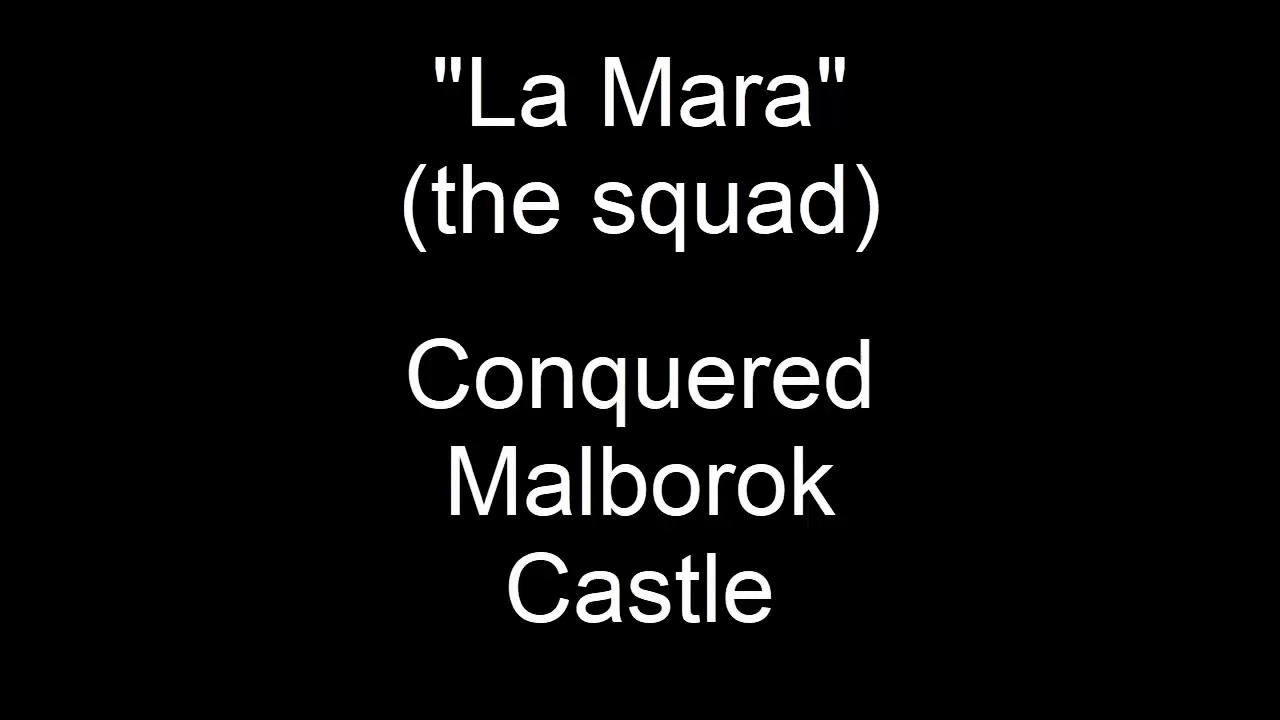 "La Mara"
(the squad)
Conquered
Malborok
Castle